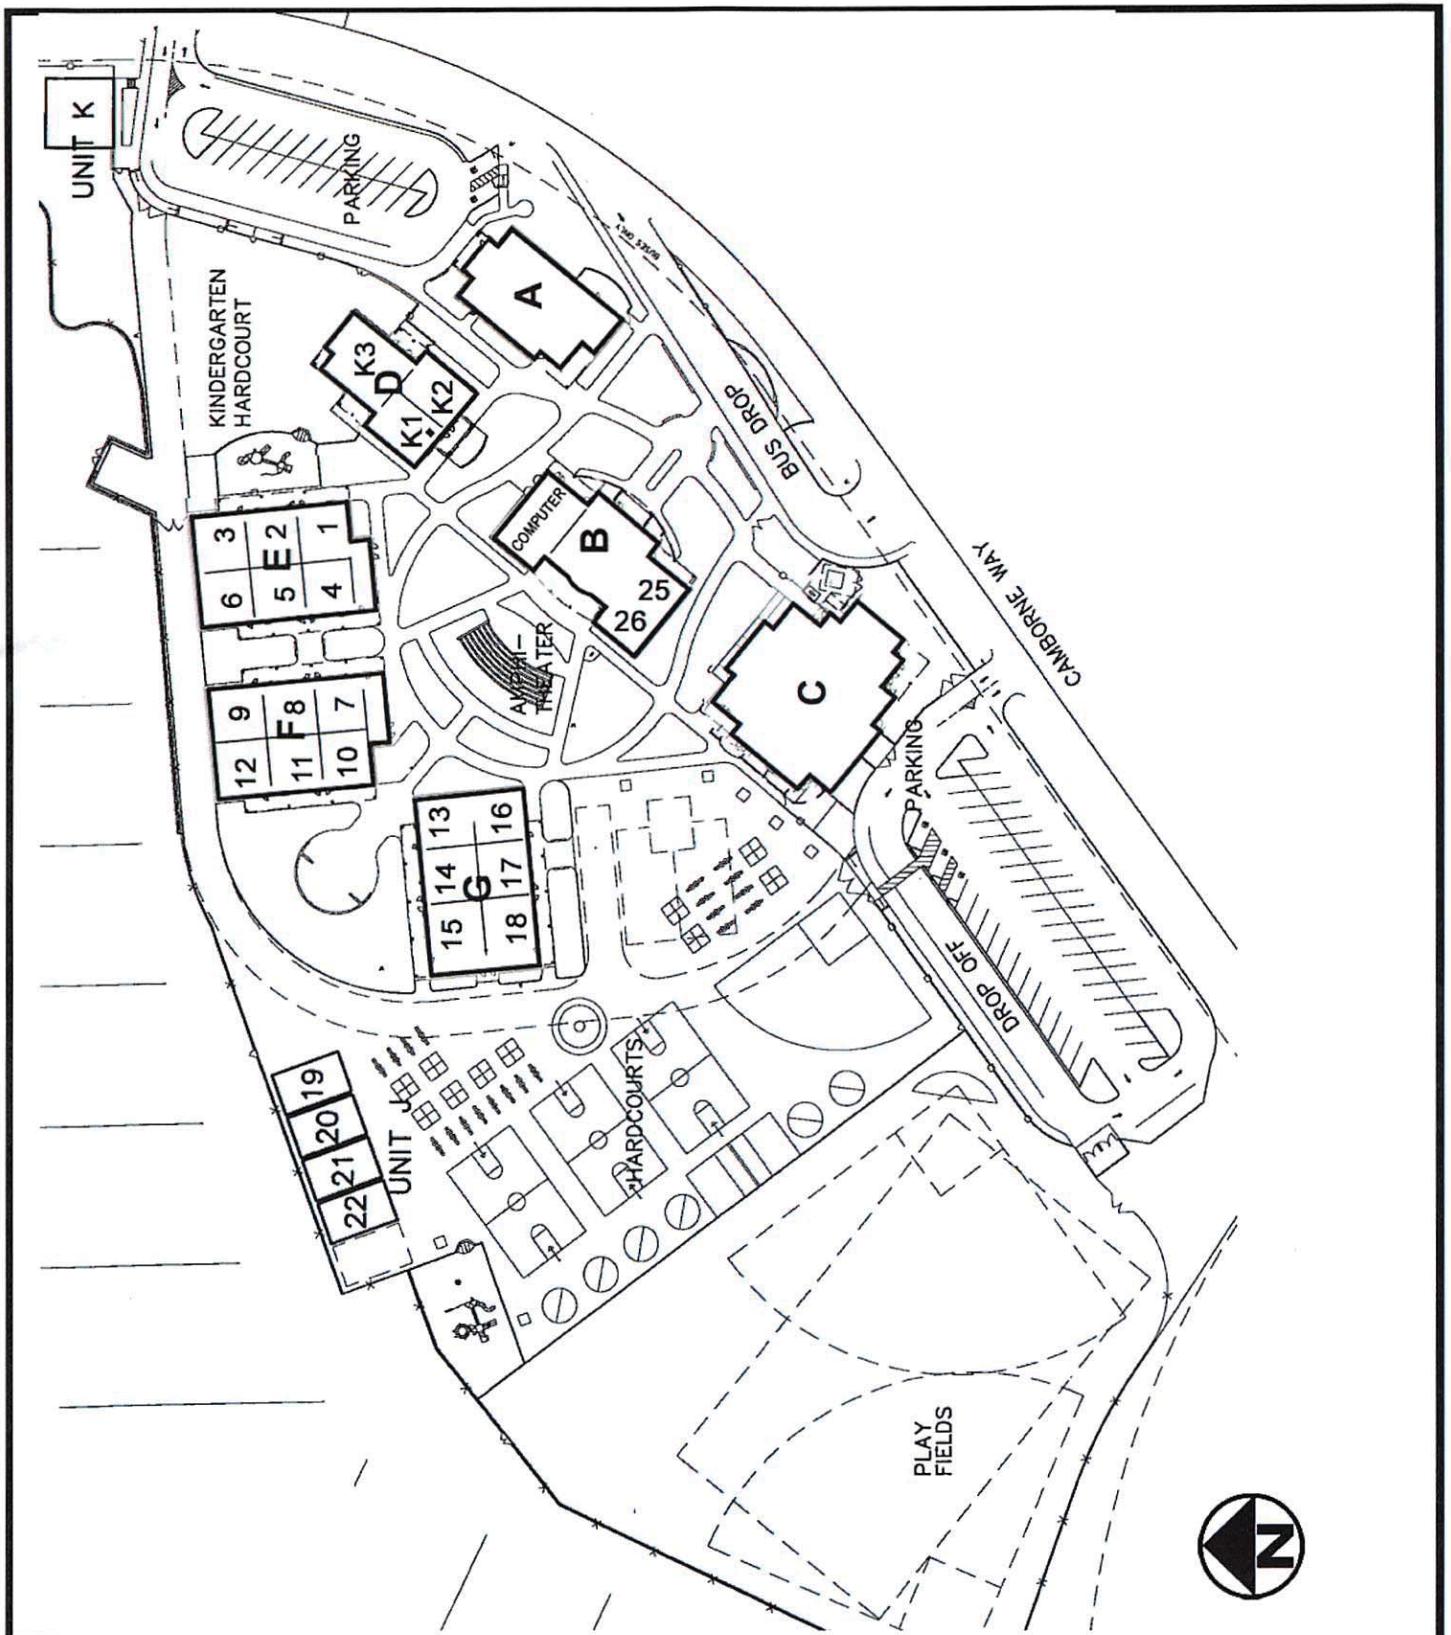 UNIT K
PARKING
KINDERGARTEN
HARDCOURT
BUSES ONLY
A
K3
D
K1
K2
BUS DROP
COMPUTER
B
25
26
3
2
1
E
6
5
4
AMPHI-
THEATER
CAMBORNE WAY
C
9
8
7
F
12
11
10
PARKING
13
16
14
17
G
15
18
DROP OFF
19
20
21
22
UNIT J
HARDCOURTS
PLAY
FIELDS
N